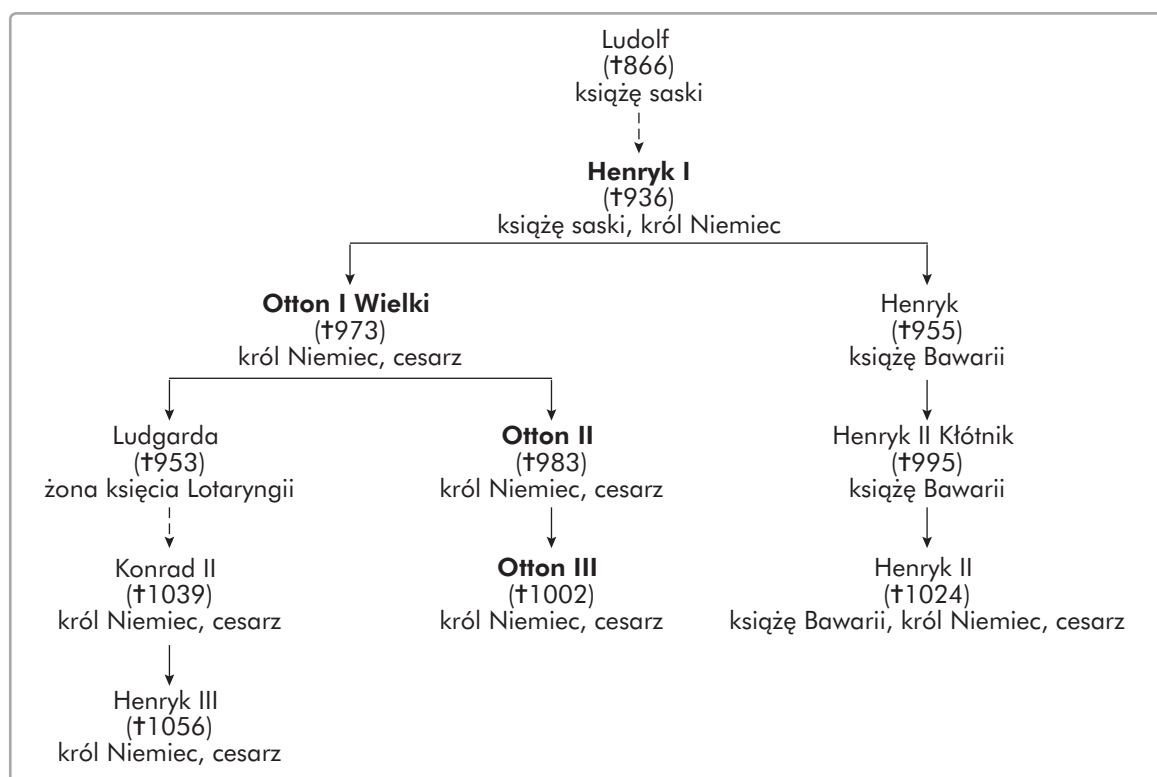 Ludolf
(✝866)
książę saski
Henryk I
(✝936)
książę saski, król Niemiec
Otton I Wielki
(✝973)
król Niemiec, cesarz
Henryk
(✝955)
książę Bawarii
Ludgarda
(✝953)
żona księcia Lotaryngii
Otton II
(✝983)
król Niemiec, cesarz
Henryk II Kłótnik
(✝995)
książę Bawarii
Konrad II
(✝1039)
król Niemiec, cesarz
Otton III
(✝1002)
król Niemiec, cesarz
Henryk II
(✝1024)
książę Bawarii, król Niemiec, cesarz
Henryk III
(✝1056)
król Niemiec, cesarz